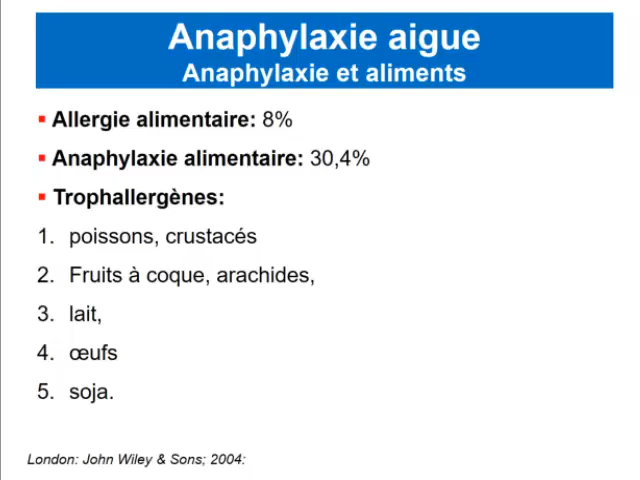 Anaphylaxie aigue
Anaphylaxie et aliments
▪ Allergie alimentaire: 8%
▪ Anaphylaxie alimentaire: 30,4%
▪ Trophallergènes:
1. poissons, crustacés
2. Fruits à coque, arachides,
3. lait,
4. œufs
5. soja.
London: John Wiley & Sons; 2004: